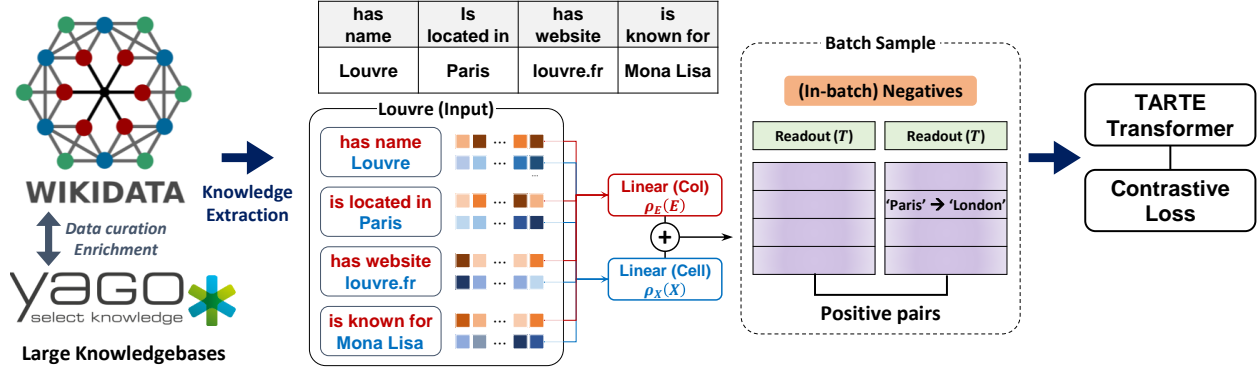 WIKIDATA
Data curation
Enrichment
yAGO
select knowledge
Large Knowledgebases
Knowledge
Extraction
has name
Is located in
has website
is known for
Louvre
Paris
louvre.fr
Mona Lisa
Louvre (Input)
has name
Louvre
...
...
...
is located in
Paris
...
...
has website
louvre.fr
...
...
is known for
Mona Lisa
...
...
Linear (Col)
ρE(E)
+
Linear (Cell)
ρX(X)
Batch Sample
(In-batch) Negatives
Readout (T)
Readout (T)
'Paris' → 'London'
Positive pairs
TARTE
Transformer
Contrastive
Loss